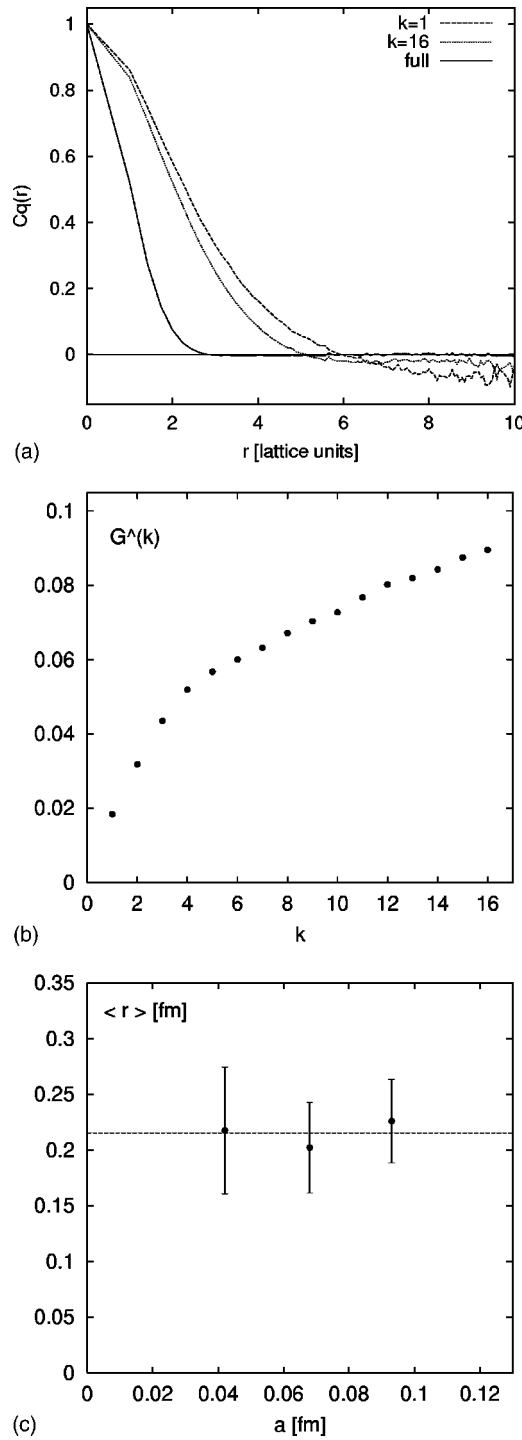 k=1
k=16
full
1
0.8
0.6
0.4
0.2
0
Cq(r)
0 2 4 6 8 10
r [lattice units]
(a)
G^(k)
0.1
0.08
0.06
0.04
0.02
0
0 2 4 6 8 10 12 14 16
k
(b)
< r > [fm]
0.35
0.3
0.25
0.2
0.15
0.1
0.05
0
0 0.02 0.04 0.06 0.08 0.1 0.12
a [fm]
(c)